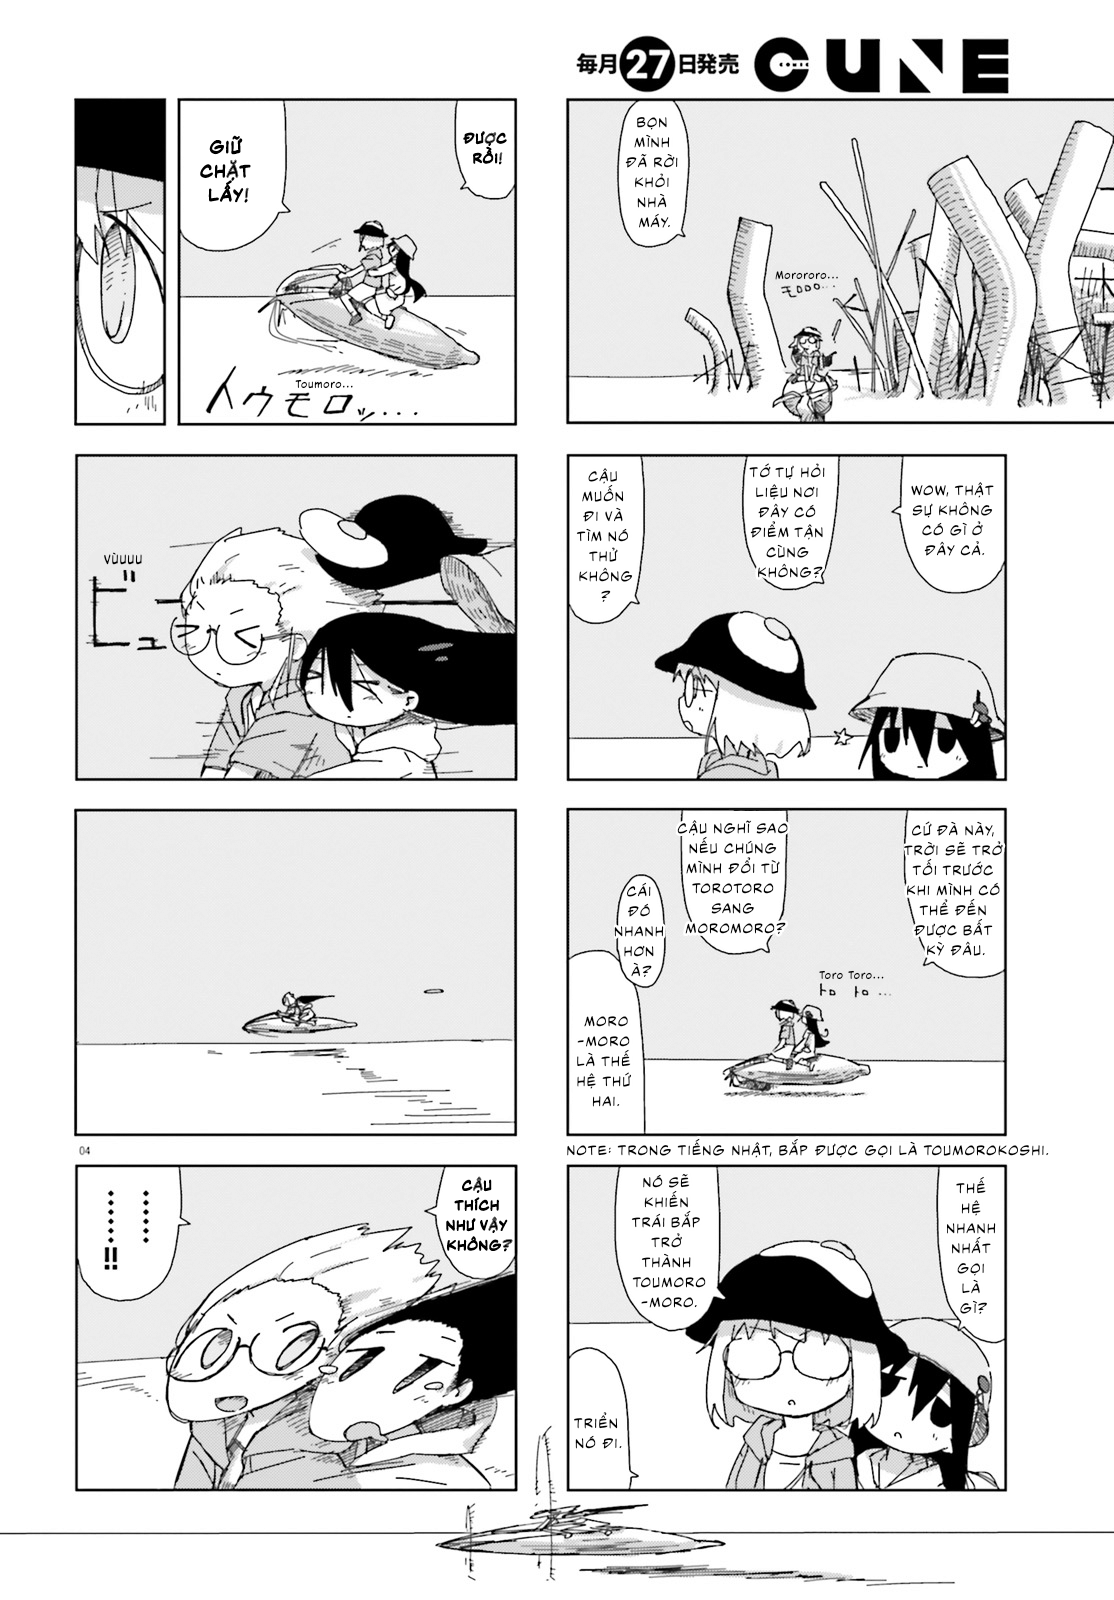 毎月27日発売 COMIC CUNE
BỌN
MÌNH
ĐÃ RỜI
KHỎI
NHÀ
MÁY.
Morororo...
モロロロ...
WOW, THẬT
SỰ KHÔNG
CÓ GÌ Ở
ĐÂY CẢ.
TỚ TỰ HỎI
LIỆU NƠI
ĐÂY CÓ
ĐIỂM TẬN
CÙNG
KHÔNG?
CẬU
MUỐN
ĐI VÀ
TÌM NÓ
THỬ
KHÔNG
?
CỨ ĐÀ NÀY,
TRỜI SẼ TRỞ
TỐI TRƯỚC
KHI MÌNH CÓ
THỂ ĐẾN
ĐƯỢC BẤT
KỲ ĐÂU.
CẬU NGHĨ SAO
NẾU CHÚNG
MÌNH ĐỔI TỪ
TOROTORO
SANG
MOROMORO?
CÁI
ĐÓ
NHANH
HƠN
À?
MORO
-MORO
LÀ THẾ
HỆ THỨ
HAI.
Toro Toro...
トロ トロ...
NOTE: TRONG TIẾNG NHẬT, BẮP ĐƯỢC GỌI LÀ TOUMOROKOSHI.
THẾ
HỆ
NHANH
NHẤT
GỌI
LÀ
GÌ?
NÓ SẼ
KHIẾN
TRÁI BẮP
TRỞ
THÀNH
TOUMORO
-MORO.
TRIỂN
NÓ ĐI.
ĐƯỢC
RỒI!
GIỮ
CHẶT
LẤY!
Toumoro...
トウモロッ....
VÙUUU
ビュー
04
CẬU
THÍCH
NHƯ VẬY
KHÔNG?
........!!